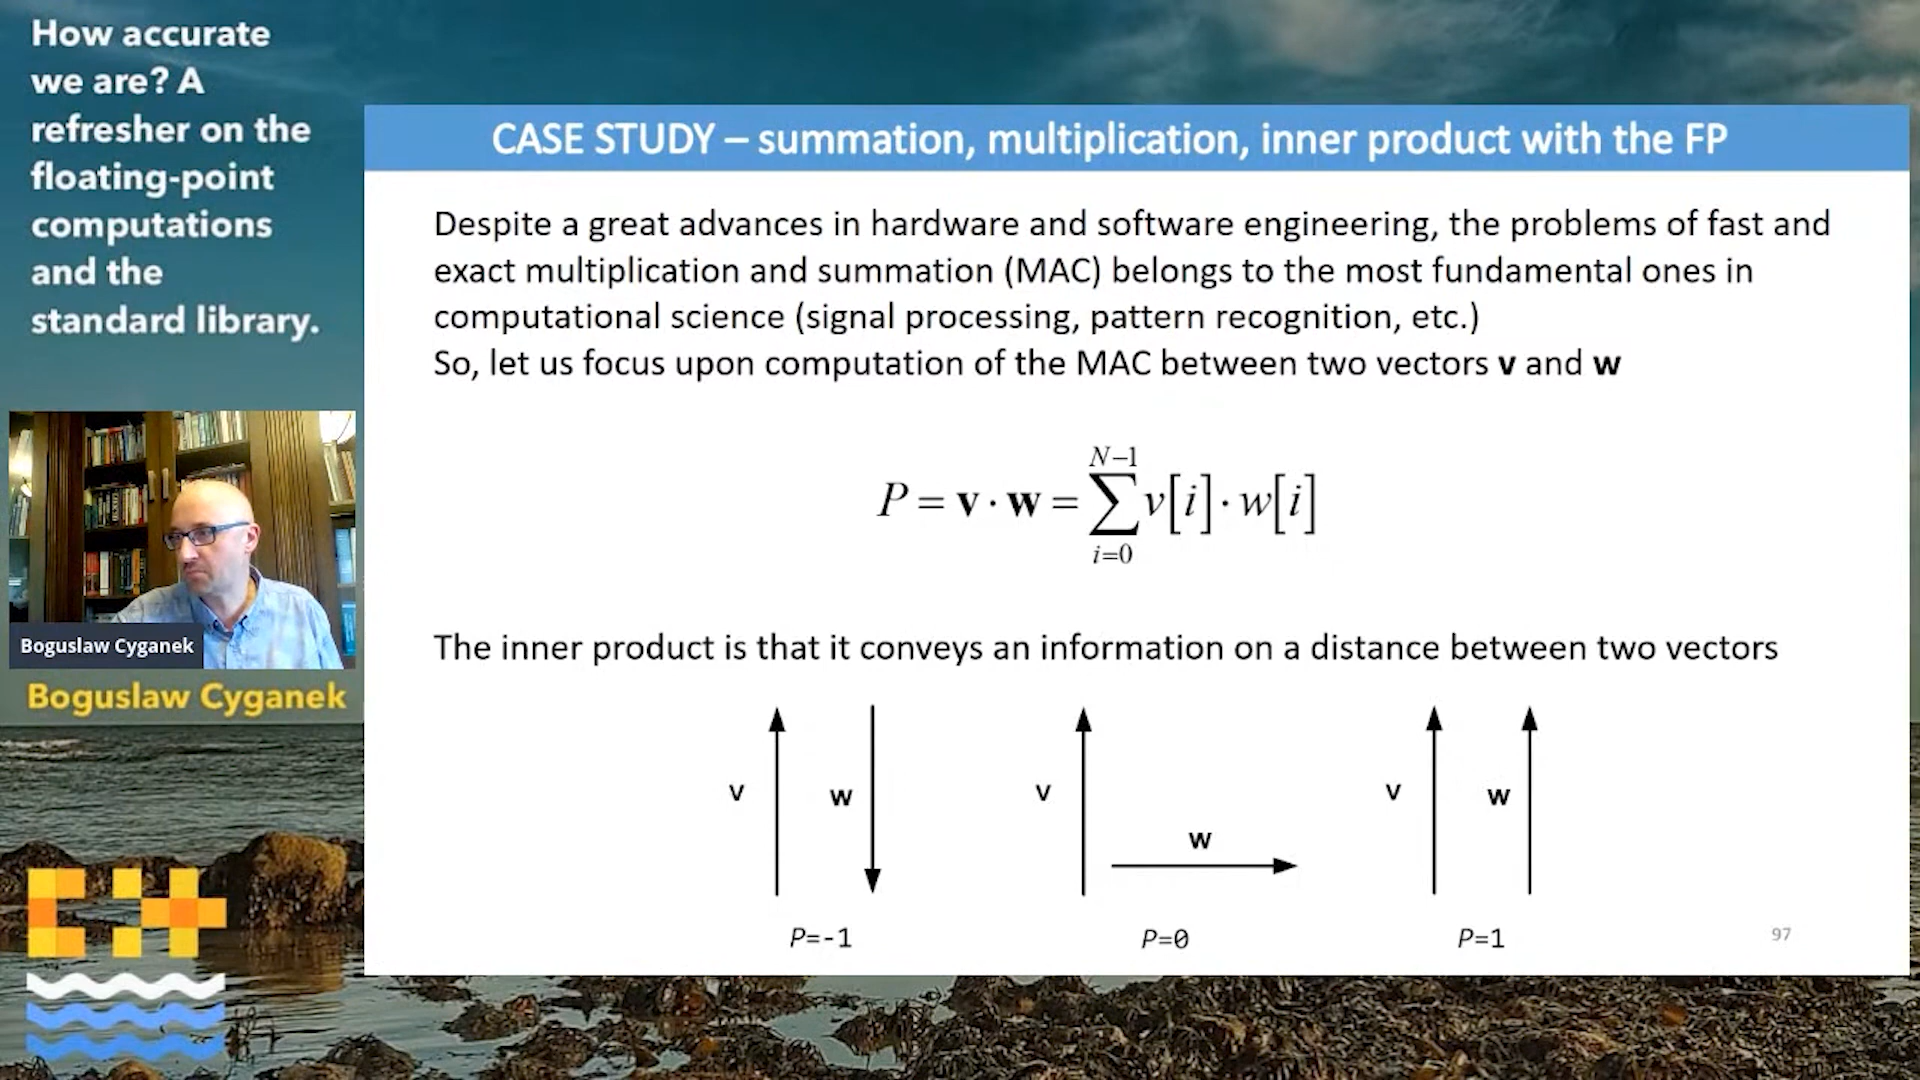 How accurate
we are? A
refresher on the
floating-point
computations
and the
standard library.
Boguslaw Cyganek
Boguslaw Cyganek
CASE STUDY – summation, multiplication, inner product with the FP
Despite a great advances in hardware and software engineering, the problems of fast and
exact multiplication and summation (MAC) belongs to the most fundamental ones in
computational science (signal processing, pattern recognition, etc.)
So, let us focus upon computation of the MAC between two vectors v and w
P = v · w = ∑_{i=0}^{N−1} v[i] · w[i]
The inner product is that it conveys an information on a distance between two vectors
v w v w v w
P=-1 P=0 P=1
97